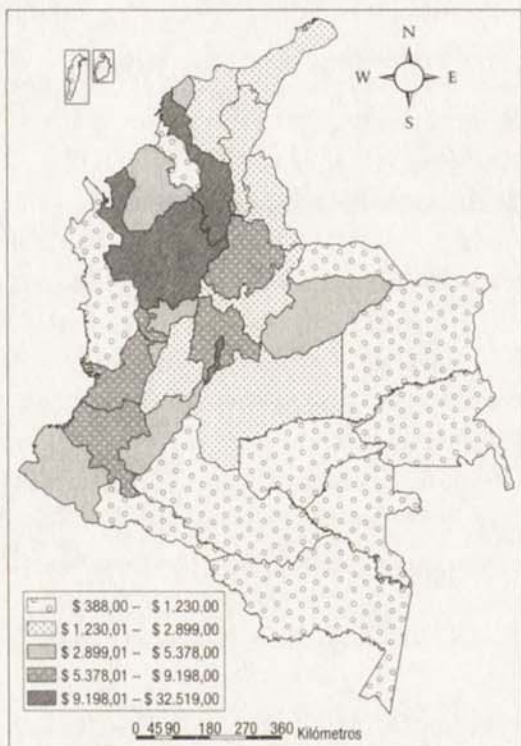 N
W E
S
$ 388,00 – $ 1.230.00
$ 1.230,01 – $ 2.899,00
$ 2.899,01 – $ 5.378,00
$ 5.378,01 – $ 9.198,00
$ 9.198,01 – $ 32.519,00
0 45 90 180 270 360 Kilómetros